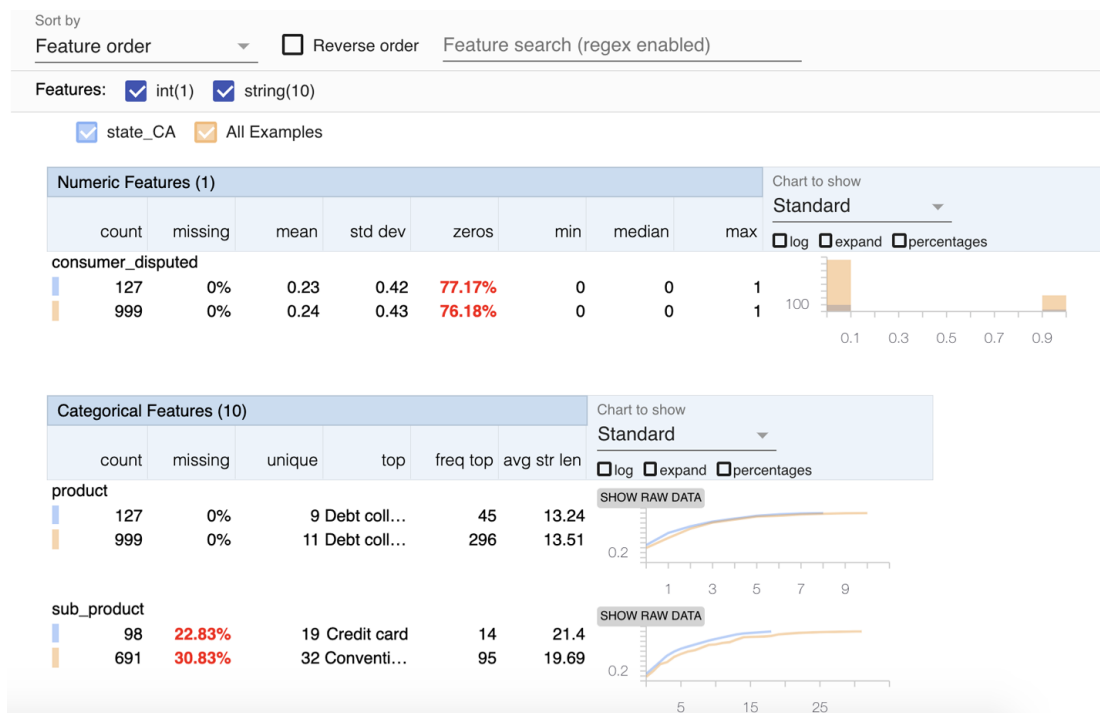 Sort by
Feature order
Reverse order
Feature search (regex enabled)
Features: int(1) string(10)
state_CA All Examples
Numeric Features (1)
Chart to show
Standard
count missing mean std dev zeros min median max
log expand percentages
consumer_disputed
127 0% 0.23 0.42 77.17% 0 0 1
999 0% 0.24 0.43 76.18% 0 0 1
100
0.1 0.3 0.5 0.7 0.9
Categorical Features (10)
Chart to show
Standard
count missing unique top freq top avg str len
log expand percentages
product
SHOW RAW DATA
127 0% 9 Debt coll... 45 13.24
999 0% 11 Debt coll... 296 13.51
0.2
1 3 5 7 9
sub_product
SHOW RAW DATA
98 22.83% 19 Credit card 14 21.4
691 30.83% 32 Conventi... 95 19.69
0.2
5 15 25